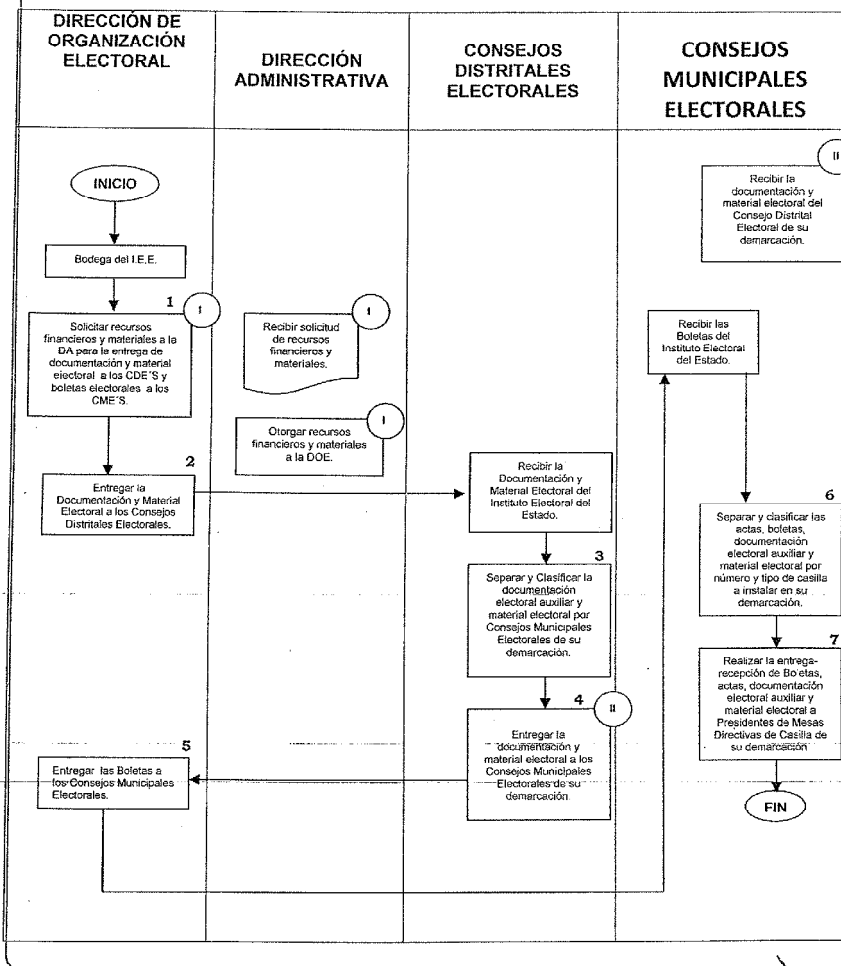 DIRECCIÓN DE
ORGANIZACIÓN
ELECTORAL
DIRECCIÓN
ADMINISTRATIVA
CONSEJOS
DISTRITALES
ELECTORALES
CONSEJOS
MUNICIPALES
ELECTORALES
INICIO
Bodega del I.E.E.
1
I
Solicitar recursos
financieros y materiales a la
DA para la entrega de
documentación y material
electoral a los CDE´S y
boletas electorales a los
CME´S.
2
Entregar la
Documentación y Material
Electoral a los Consejos
Distritales Electorales.
5
Entregar las Boletas a
los Consejos Municipales
Electorales.
I
Recibir solicitud
de recursos
financieros y
materiales.
I
Otorgar recursos
financieros y materiales
a la DOE.
Recibir la
Documentación y
Material Electoral del
Instituto Electoral del
Estado.
3
Separar y Clasificar la
documentación
electoral auxiliar y
material electoral por
Consejos Municipales
Electorales de su
demarcación.
4
II
Entregar la
documentación y
material electoral a los
Consejos Municipales
Electorales de su
demarcación.
II
Recibir la
documentación y
material electoral del
Consejo Distrital
Electoral de su
demarcación.
Recibir las
Boletas del
Instituto Electoral
del Estado.
6
Separar y clasificar las
actas, boletas,
documentación
electoral auxiliar y
material electoral por
número y tipo de casilla
a instalar en su
demarcación.
7
Realizar la entrega-
recepción de Boletas,
actas, documentación
electoral auxiliar y
material electoral a
Presidentes de Mesas
Directivas de Casilla de
su demarcación
FIN